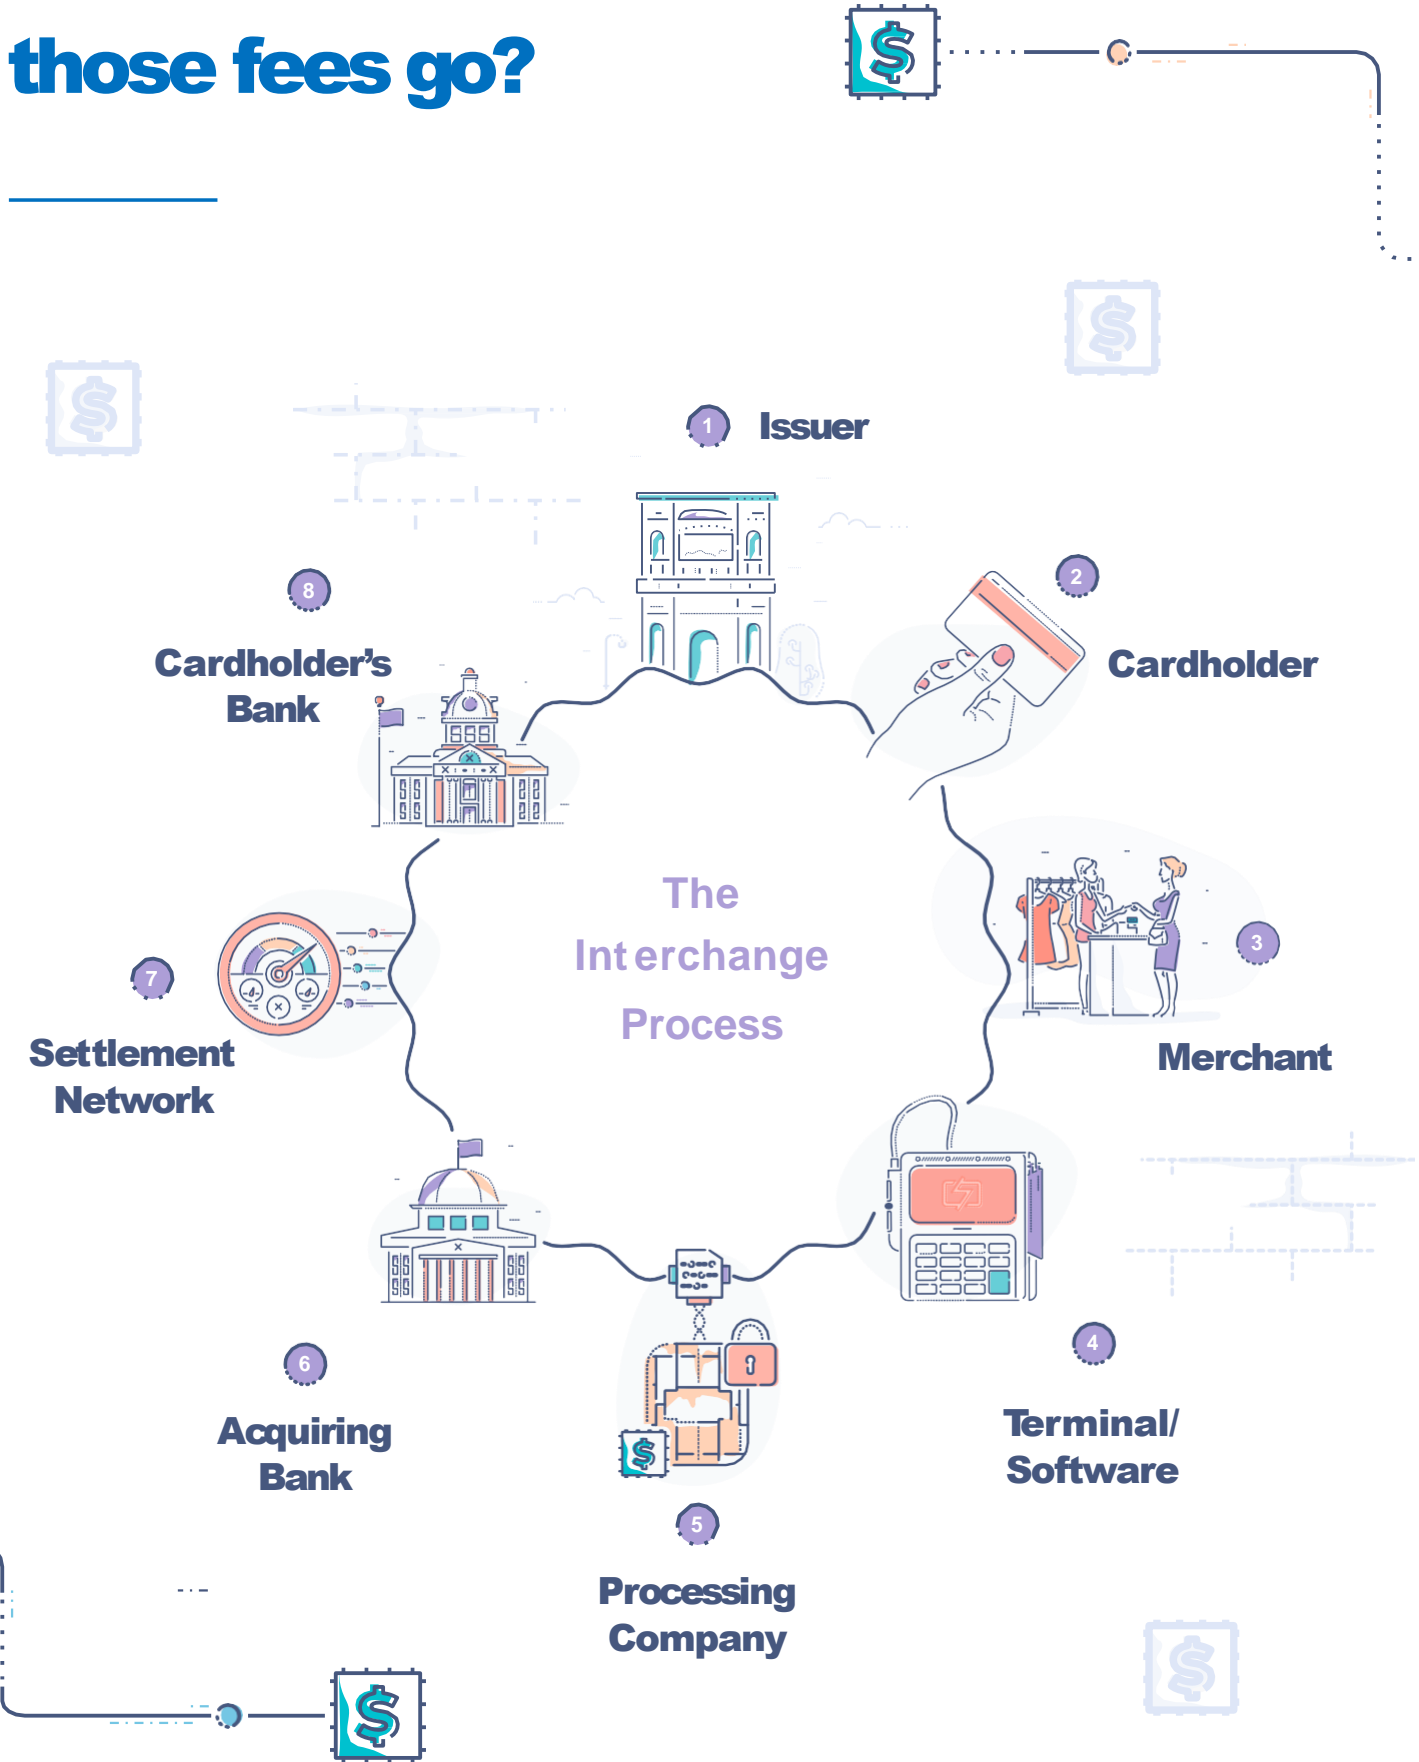 those fees go?
1
Issuer
2
Cardholder
3
Merchant
4
Terminal/
Software
5
Processing
Company
6
Acquiring
Bank
7
Settlement
Network
8
Cardholder's
Bank
The
Interchange
Process